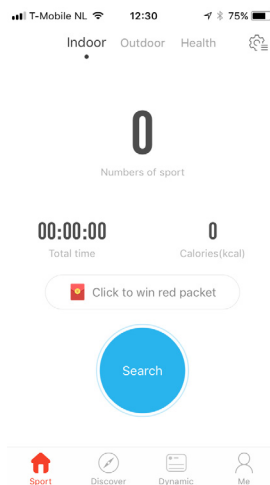 T-Mobile NL 12:30 75%
Indoor Outdoor Health
0
Numbers of sport
00:00:00 0
Total time Calories(kcal)
Click to win red packet
Search
Sport Discover Dynamic Me